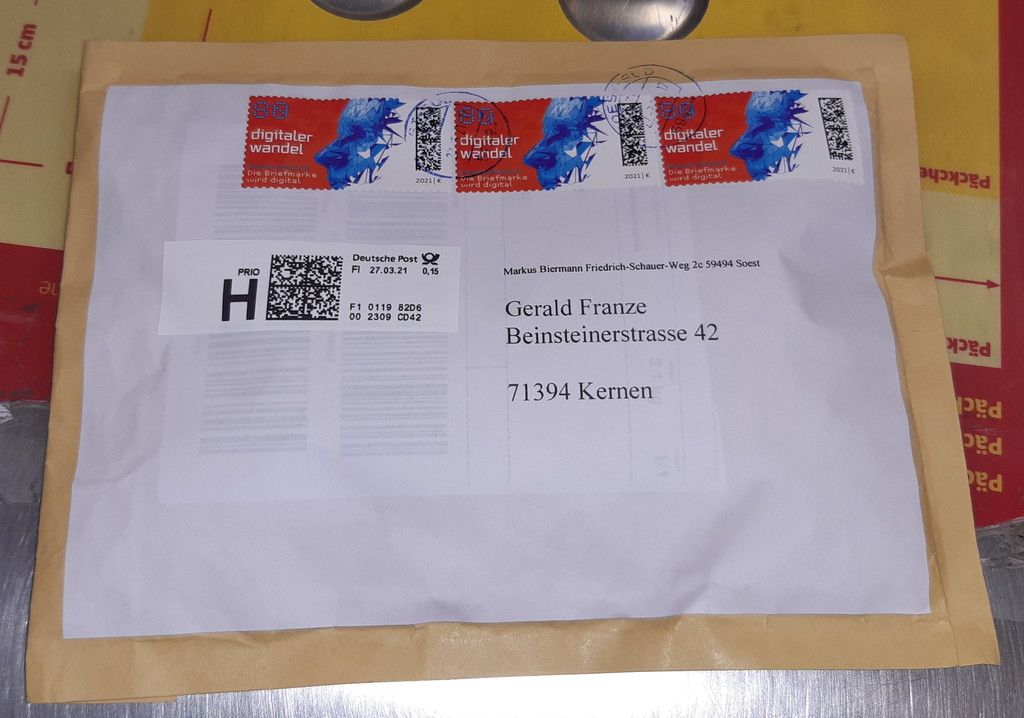 15 cm
Päckche
Päck
Päck
Päc
Päc
80
digitaler
wandel
Die Briefmarke
wird digital
2021 | €
80
digitaler
wandel
Die Briefmarke
wird digital
2021 | €
80
digitaler
wandel
Die Briefmarke
wird digital
2021 | €
PRIO
H
Deutsche Post
FI 27.03.21 0,15
F1 0119 82D6
00 2309 CD42
Markus Biermann Friedrich-Schauer-Weg 2c 59494 Soest
Gerald Franze
Beinsteinerstrasse 42
71394 Kernen